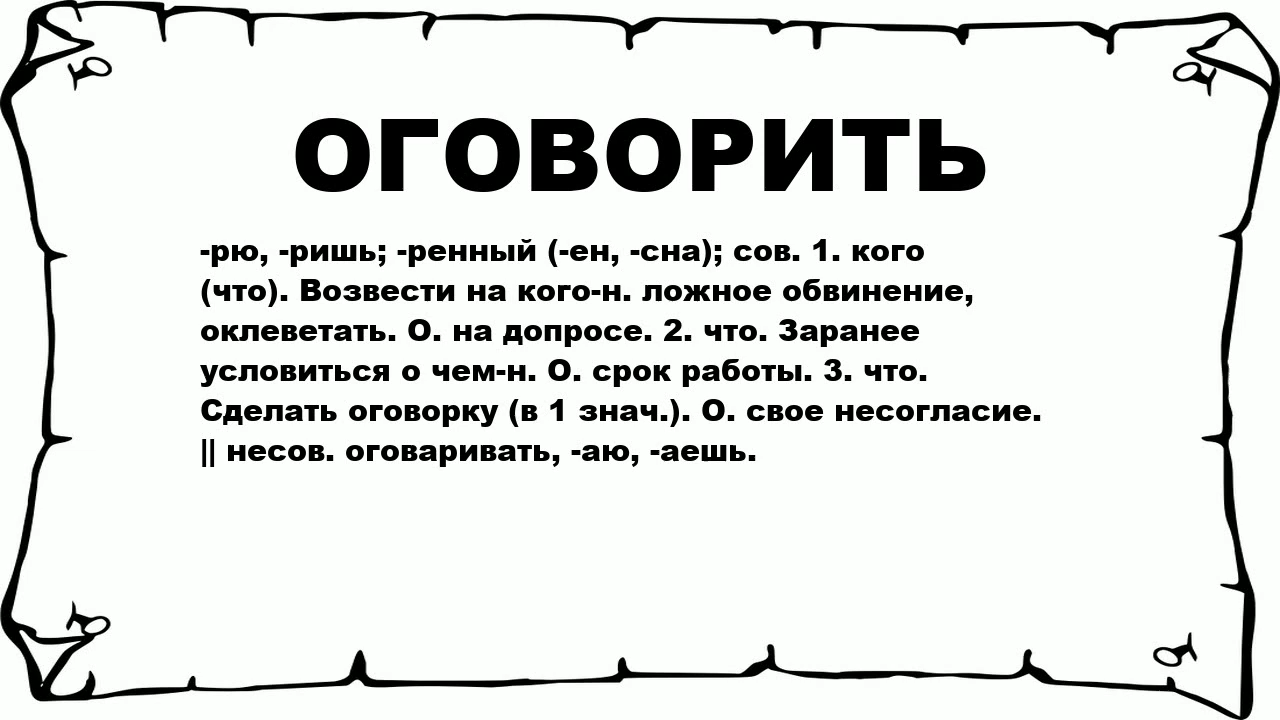 ОГОВОРИТЬ
-рю, -ришь; -ренный (-ен, -сна); сов. 1. кого
(что). Возвести на кого-н. ложное обвинение,
оклеветать. О. на допросе. 2. что. Заранее
условиться о чем-н. О. срок работы. 3. что.
Сделать оговорку (в 1 знач.). О. свое несогласие.
|| несов. оговаривать, -аю, -аешь.